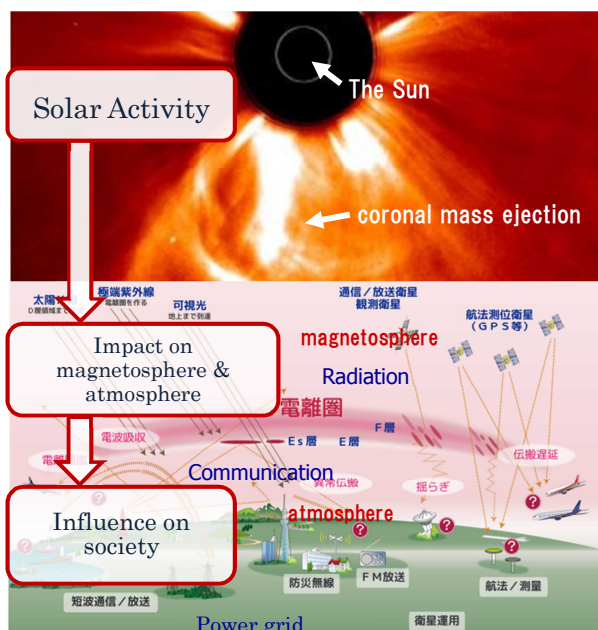 The Sun
Solar Activity
coronal mass ejection
極端紫外線
電離圏を作る
太陽
D層領域ま
可視光
地上まで到達
通信/放送衛星
観測衛星
航法測位衛星
(GPS等)
Impact on
magnetosphere &
atmosphere
magnetosphere
Radiation
電離圏
F層
Es層
E層
電波吸収
伝搬遅延
Communication
異常伝搬
揺らぎ
Influence on
society
atmosphere
?
?
?
?
?
防災無線
FM放送
航法/測量
短波通信/放送
Power grid
衛星運用